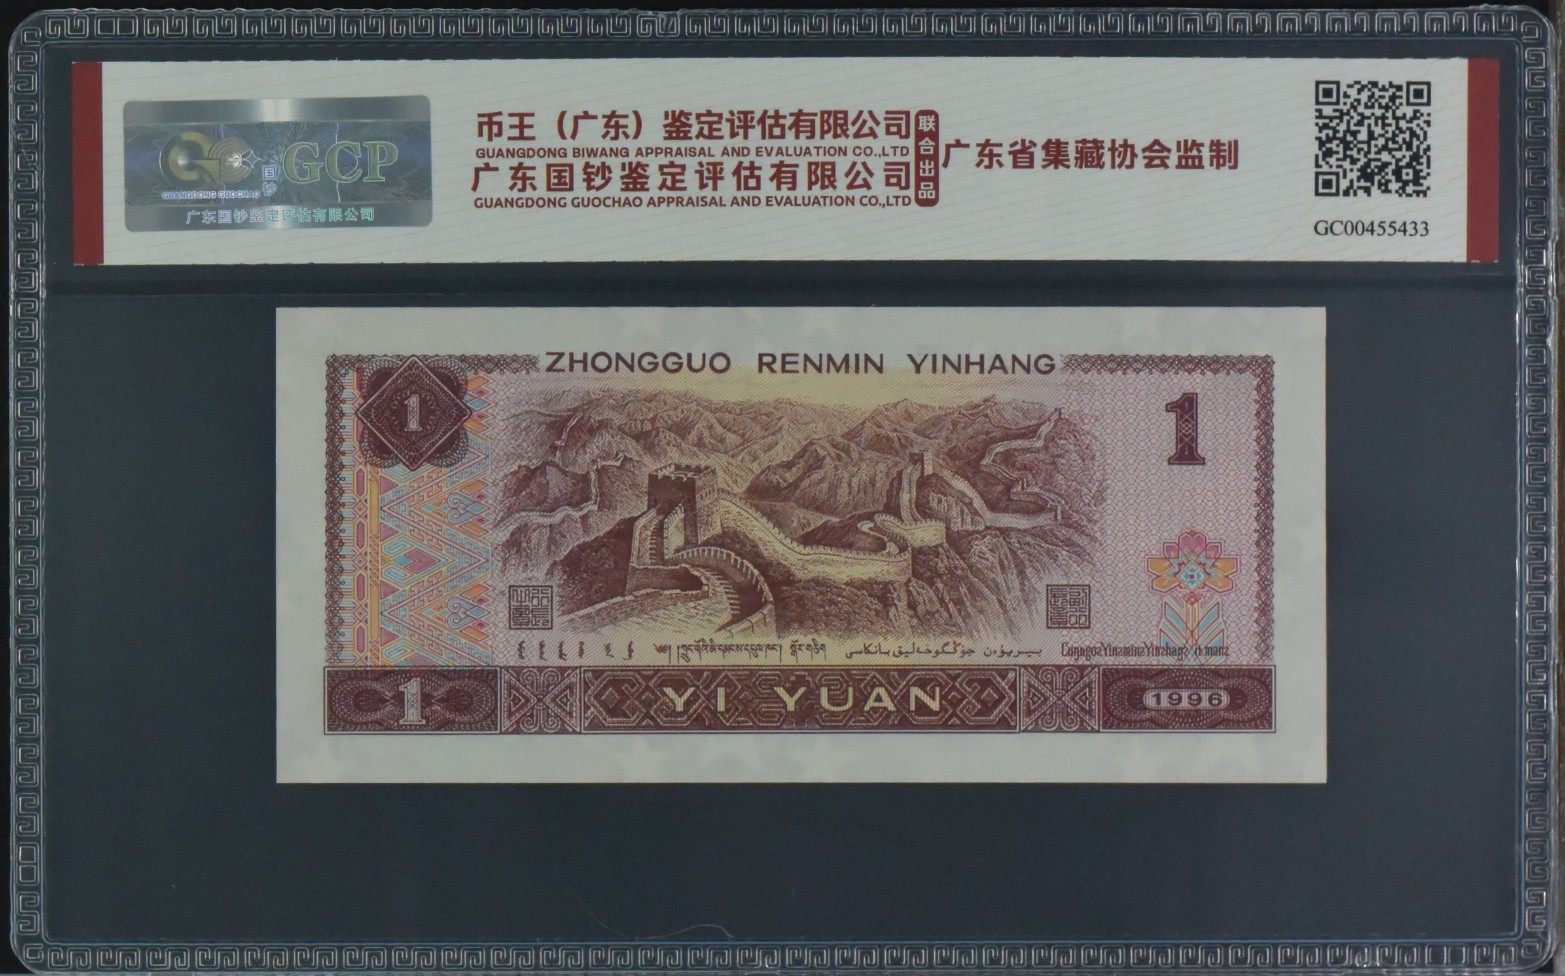 GCP
国钞
GUANGDONG GUOCHAO
广东国钞鉴定评估有限公司
币王（广东）鉴定评估有限公司
GUANGDONG BIWANG APPRAISAL AND EVALUATION CO.,LTD
广东国钞鉴定评估有限公司
GUANGDONG GUOCHAO APPRAISAL AND EVALUATION CO.,LTD
联合出品
广东省集藏协会监制
GC00455433
ZHONGGUO RENMIN YINHANG
1
1
1
YI YUAN
1996